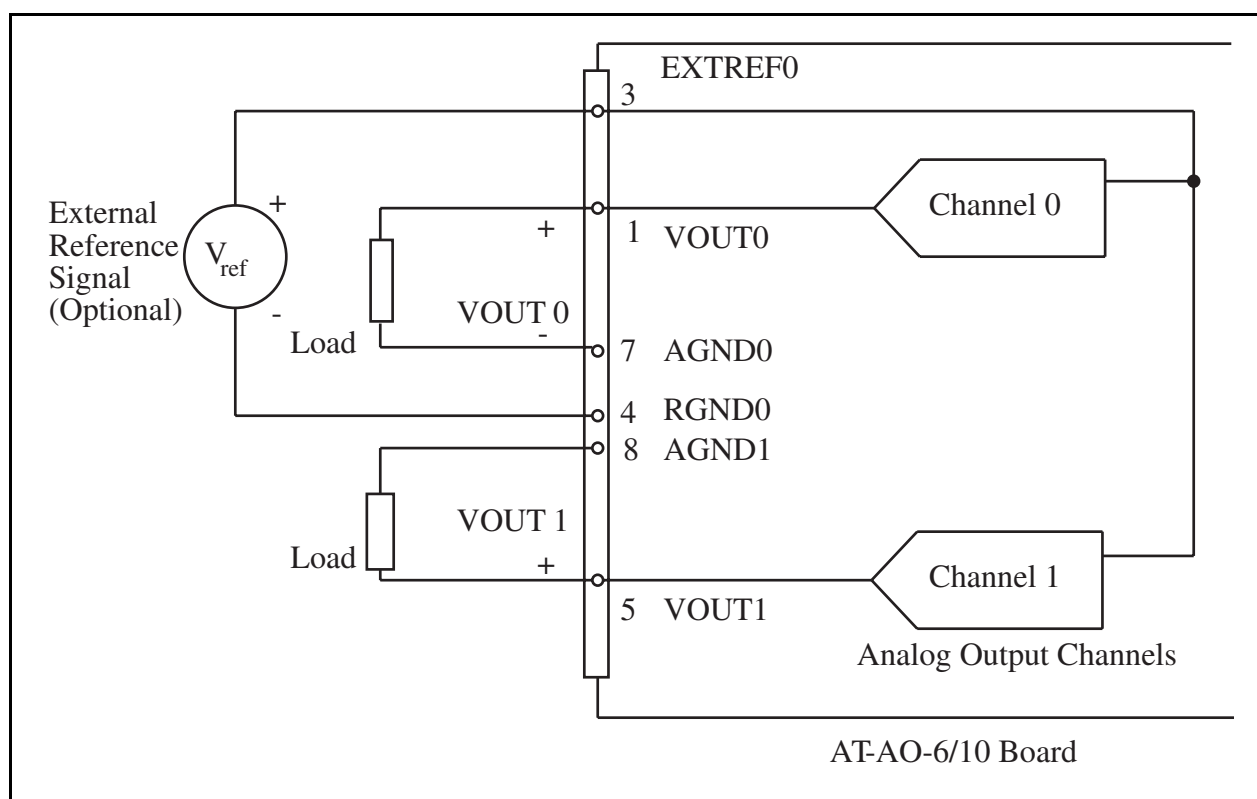 EXTREF0
3
External
Reference
Signal
(Optional)
+
Vref
-
+
1 VOUT0
Channel 0
VOUT 0
-
Load
7 AGND0
4 RGND0
8 AGND1
VOUT 1
Load
+
5 VOUT1
Channel 1
Analog Output Channels
AT-AO-6/10 Board